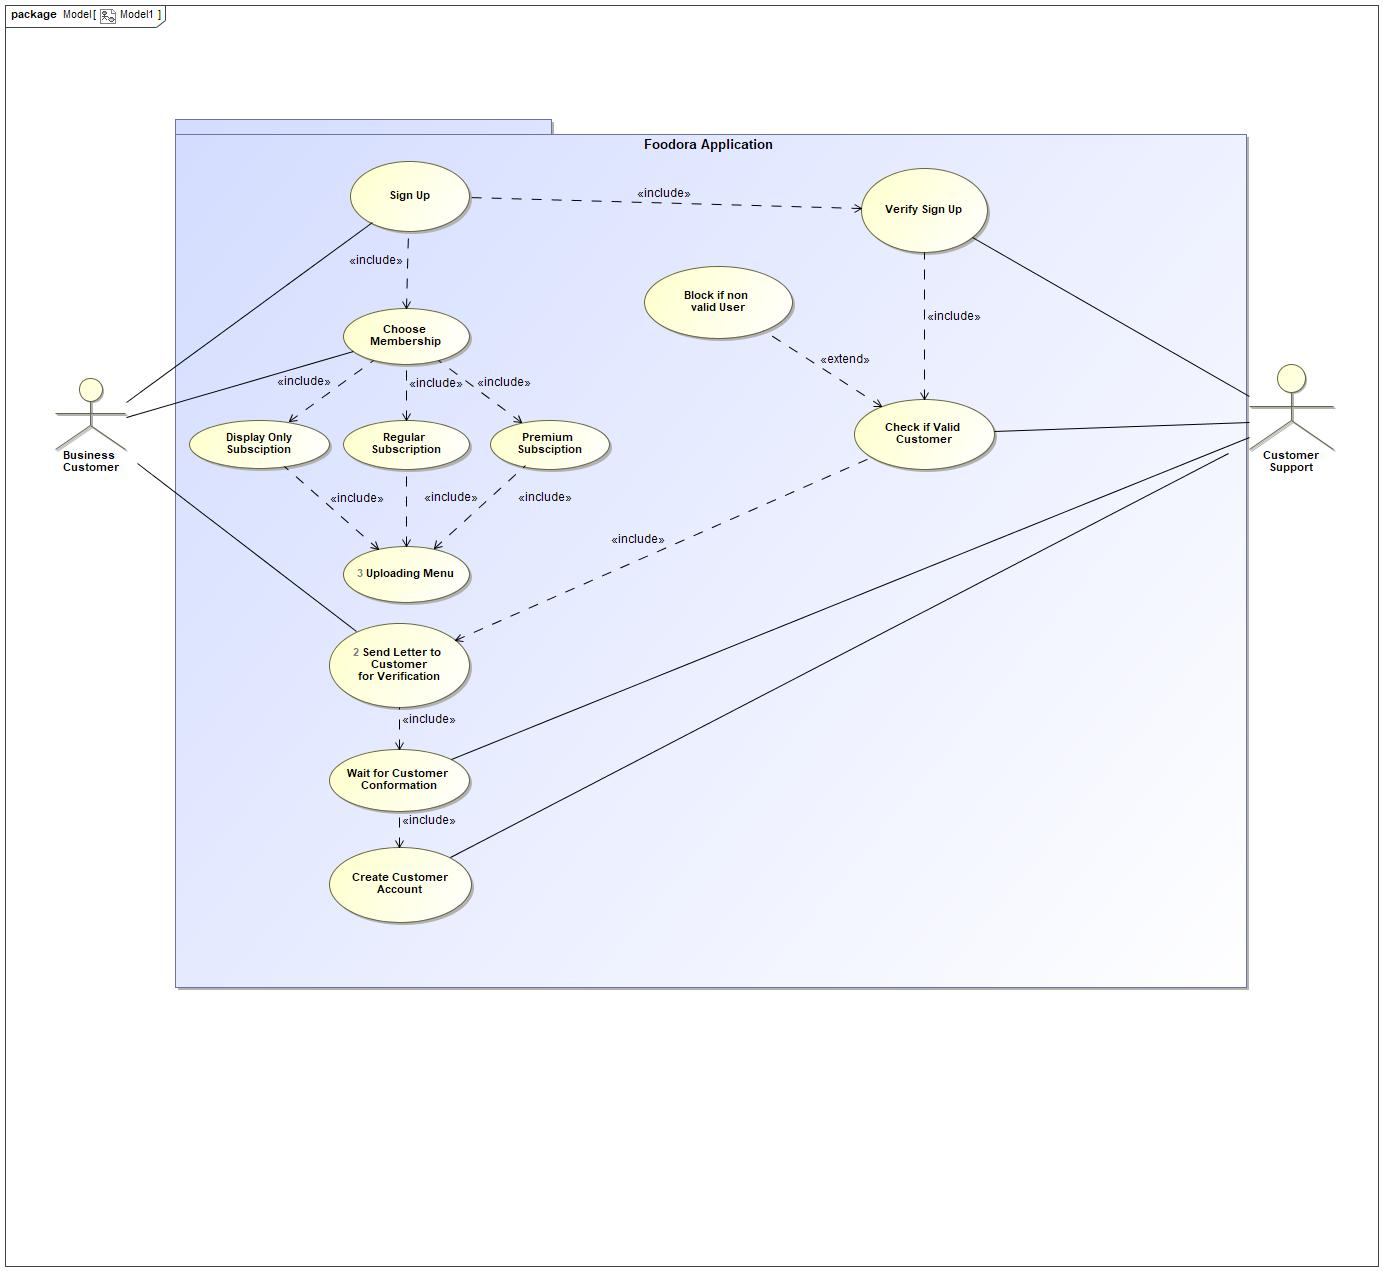 package Model[ Model1 ]
Foodora Application
Sign Up
«include»
Verify Sign Up
«include»
Block if non
valid User
«include»
Choose
Membership
«extend»
«include»
«include»
«include»
Business
Customer
Display Only
Subsciption
Regular
Subscription
Premium
Subsciption
Check if Valid
Customer
Customer
Support
«include»
«include»
«include»
«include»
3 Uploading Menu
2 Send Letter to
Customer
for Verification
«include»
Wait for Customer
Conformation
«include»
Create Customer
Account